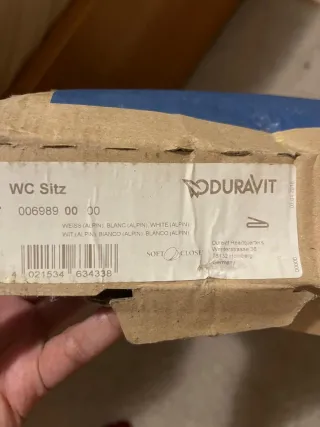 WC Sitz
DURAVIT
006989 00 00
WEISS (ALPIN), BLANC (ALPIN), WHITE (ALPIN)
WIT (ALPIN), BIANCO (ALPIN), BLANCO (ALPIN)
SOFT CLOSE
Germany
021534 634338